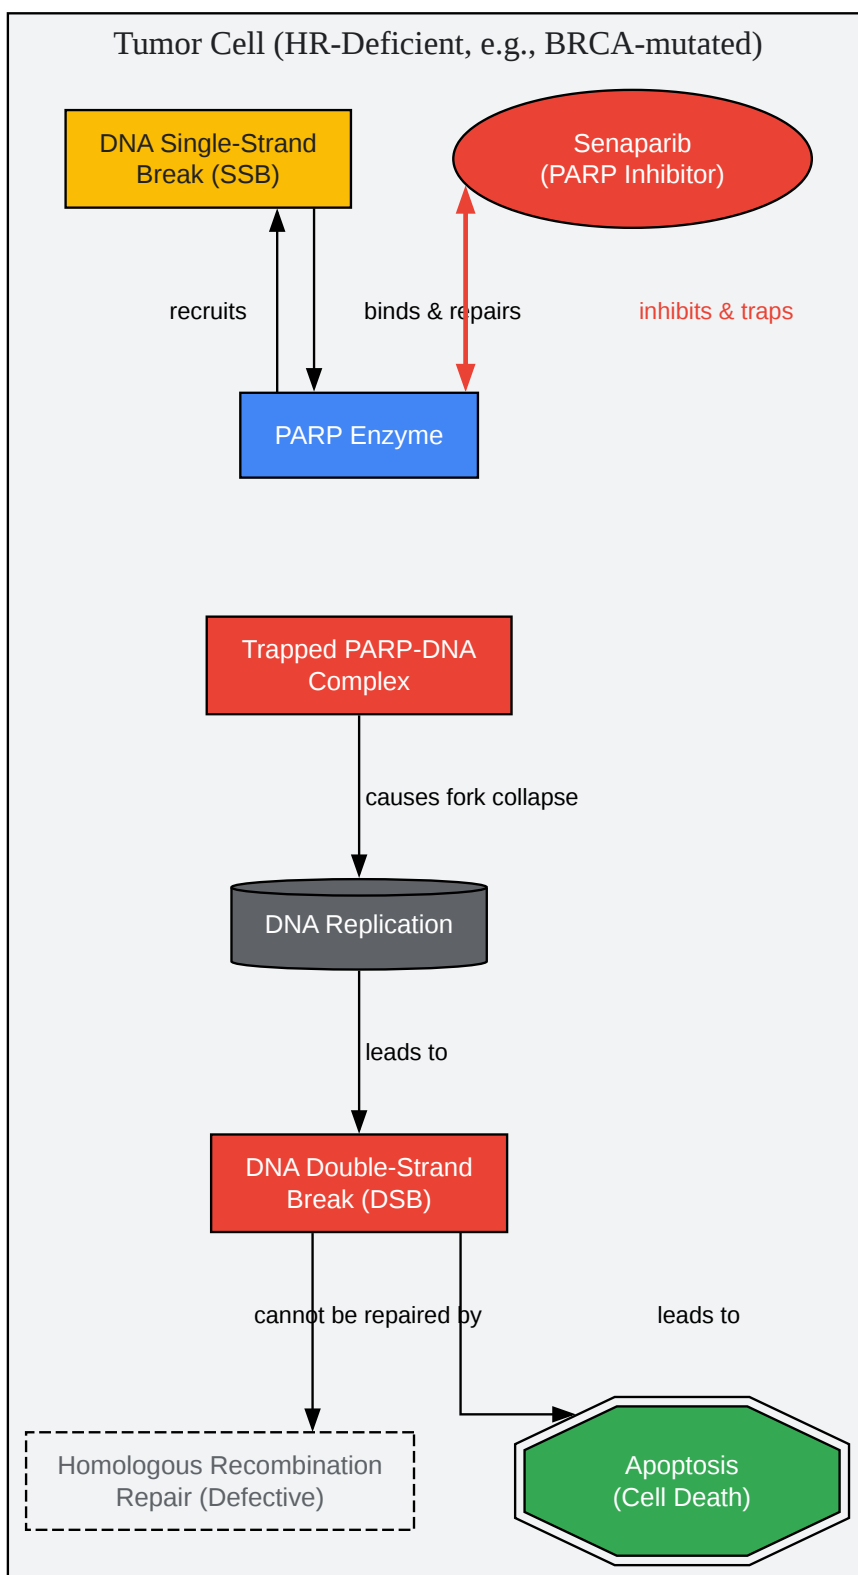 Tumor Cell (HR-Deficient, e.g., BRCA-mutated)
DNA Single-Strand
Break (SSB)
Senaparib
(PARP Inhibitor)
recruits
binds & repairs
inhibits & traps
PARP Enzyme
Trapped PARP-DNA
Complex
causes fork collapse
DNA Replication
leads to
DNA Double-Strand
Break (DSB)
cannot be repaired by
leads to
Homologous Recombination
Repair (Defective)
Apoptosis
(Cell Death)